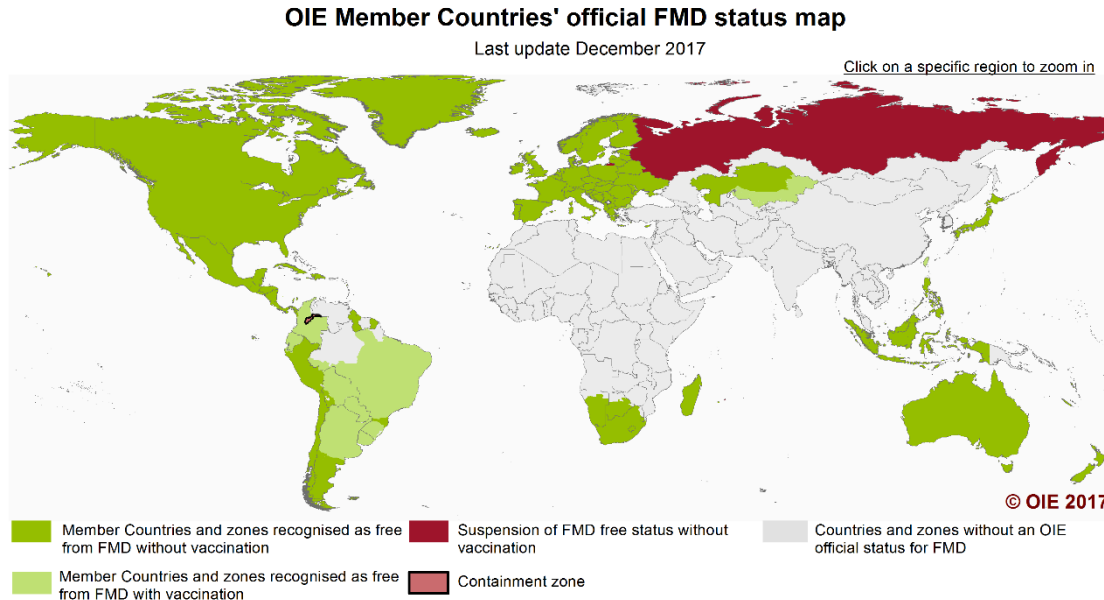 OIE Member Countries' official FMD status map
Last update December 2017
Click on a specific region to zoom in
© OIE 2017
Member Countries and zones recognised as free
from FMD without vaccination
Suspension of FMD free status without
vaccination
Countries and zones without an OIE
official status for FMD
Member Countries and zones recognised as free
from FMD with vaccination
Containment zone